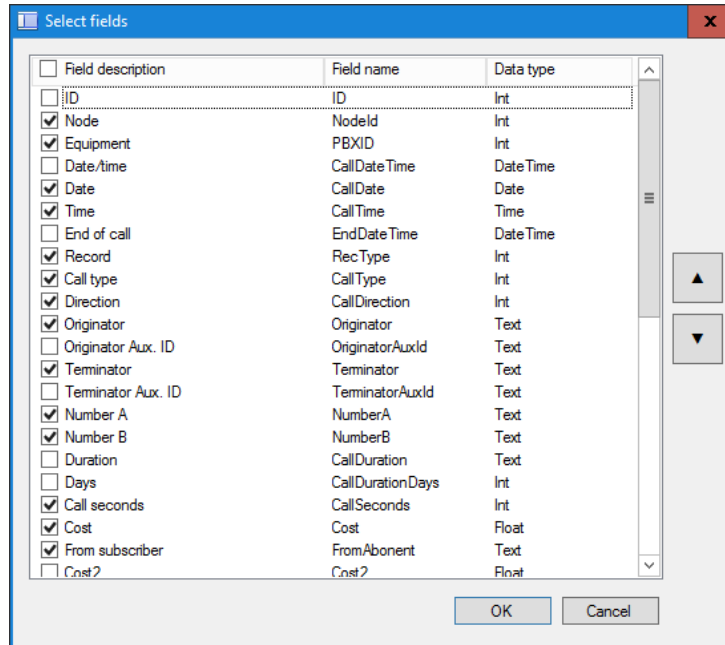 Select fields
x
Field description Field name Data type
ID ID Int
Node NodeId Int
Equipment PBXID Int
Date/time CallDateTime DateTime
Date CallDate Date
Time CallTime Time
End of call EndDateTime DateTime
Record RecType Int
Call type CallType Int
Direction CallDirection Int
Originator Originator Text
Originator Aux. ID OriginatorAuxId Text
Terminator Terminator Text
Terminator Aux. ID TerminatorAuxId Text
Number A NumberA Text
Number B NumberB Text
Duration CallDuration Text
Days CallDurationDays Int
Call seconds CallSeconds Int
Cost Cost Float
From subscriber FromAbonent Text
Cost2 Cost2 Float
OK Cancel